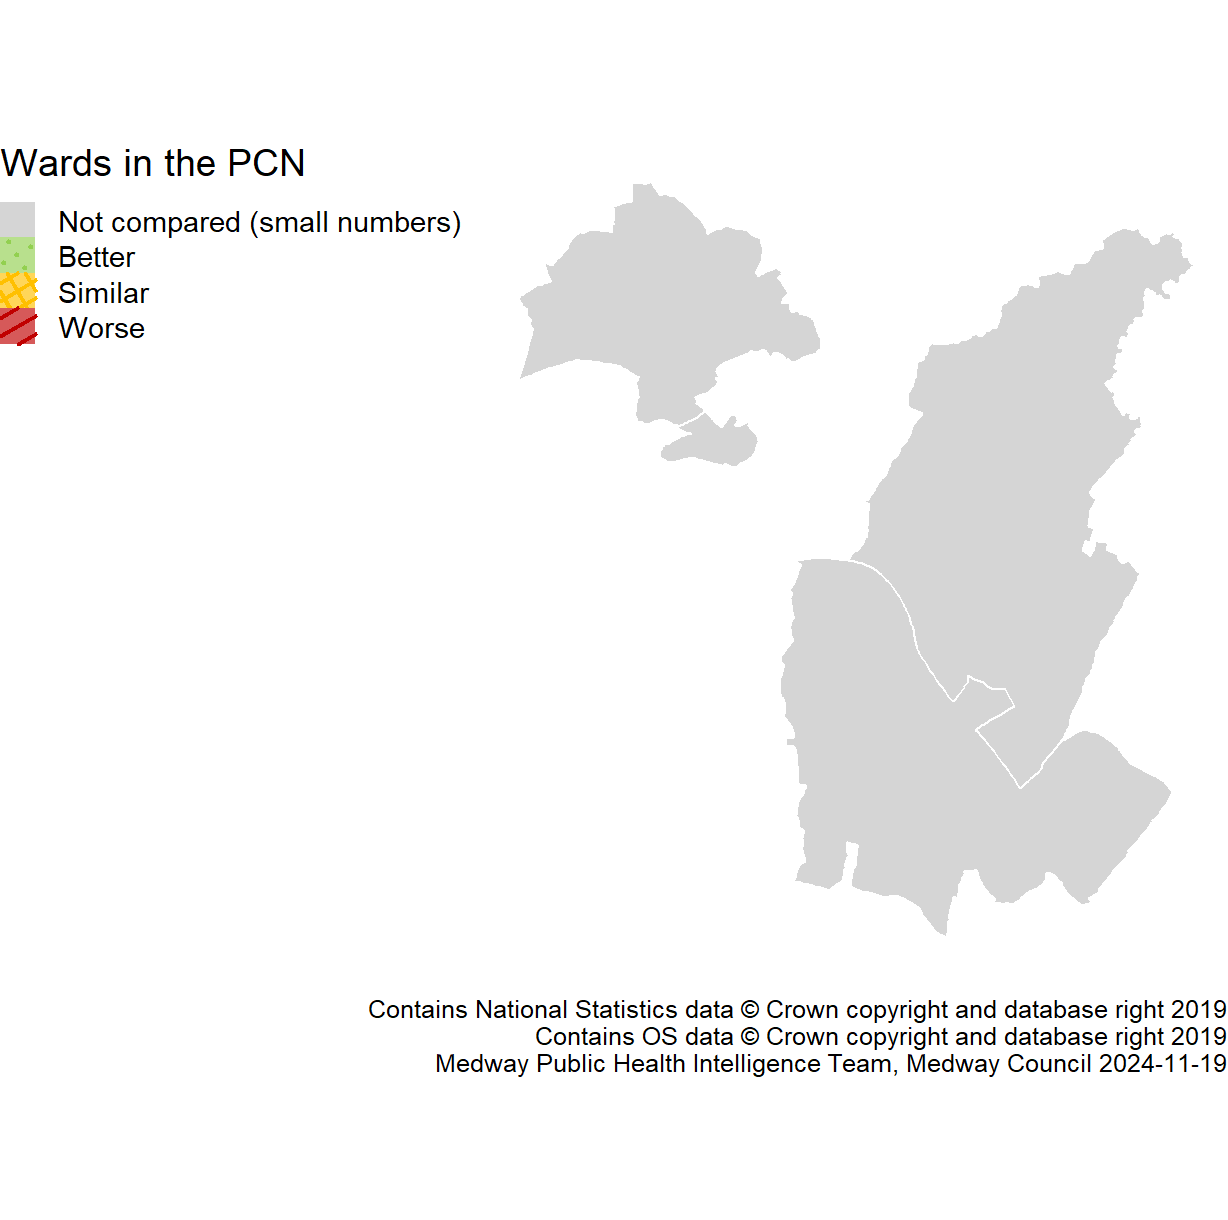 Wards in the PCN
Not compared (small numbers)
Better
Similar
Worse
Contains National Statistics data © Crown copyright and database right 2019
Contains OS data © Crown copyright and database right 2019
Medway Public Health Intelligence Team, Medway Council 2024-11-19